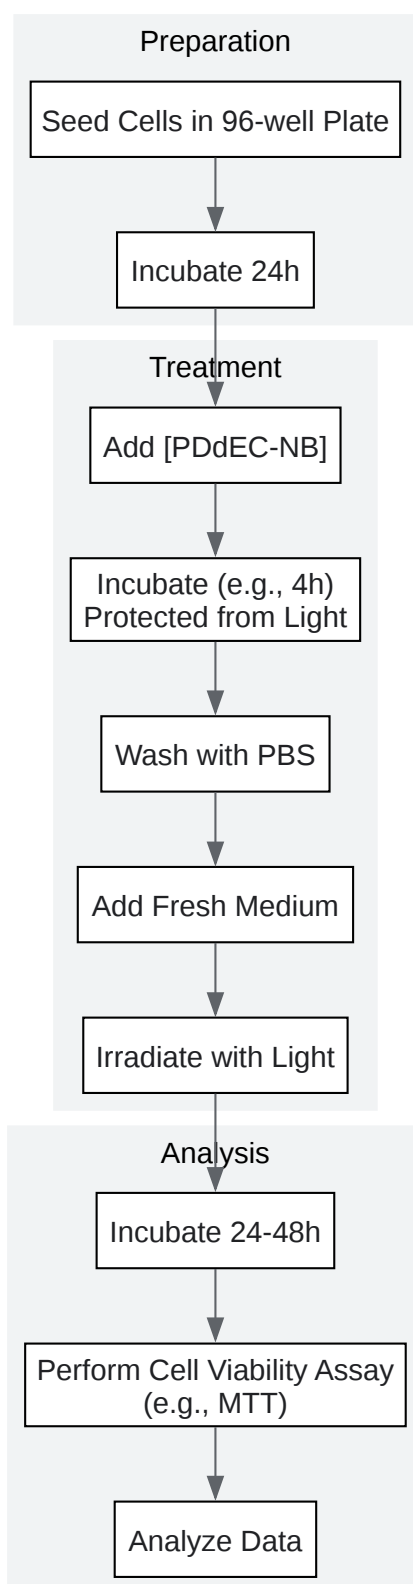 Preparation
Seed Cells in 96-well Plate
Incubate 24h
Treatment
Add [PDdEC-NB]
Incubate (e.g., 4h)
Protected from Light
Wash with PBS
Add Fresh Medium
Irradiate with Light
Analysis
Incubate 24-48h
Perform Cell Viability Assay
(e.g., MTT)
Analyze Data